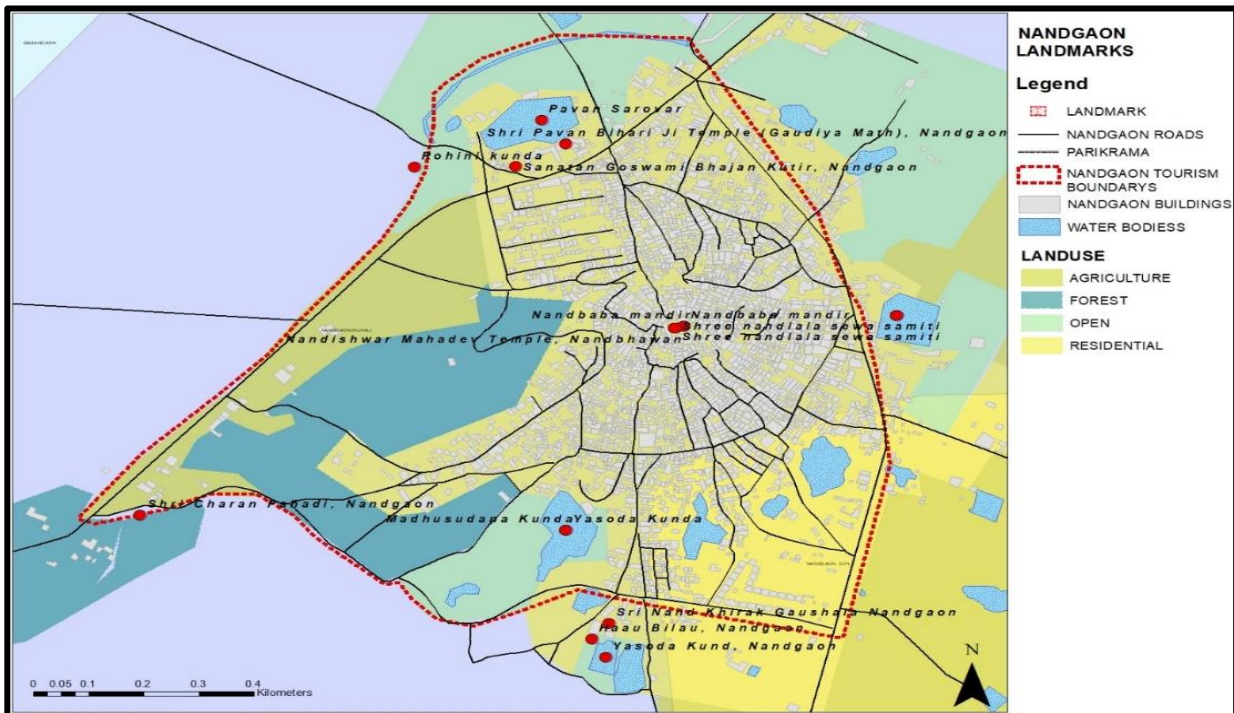 NANDGAON
LANDMARKS
Legend
LANDMARK
NANDGAON ROADS
PARIKRAMA
NANDGAON TOURISM
BOUNDARYS
NANDGAON BUILDINGS
WATER BODIESS
LANDUSE
AGRICULTURE
FOREST
OPEN
RESIDENTIAL
Pavan Sarovar
Shri Pavan Bihari Ji Temple (Gaudiya Math), Nandgaon
Rohini kunda
Sanatan Goswami Bhajan Kutir, Nandgaon
Nandbaba mandir Nandbaba mandir
Shree nandlala sewa samiti
Nandishwar Mahadev Temple, Nandbhawan Shree nandlala sewa samiti
Shri Charan Pahadi, Nandgaon
Madhusudana Kunda Yasoda Kunda
Sri Nand Khirak Gaushala Nandgaon
Haau Bilau, Nandgaon
Yasoda Kund, Nandgaon
N
0 0.05 0.1 0.2 0.3 0.4
Kilometers